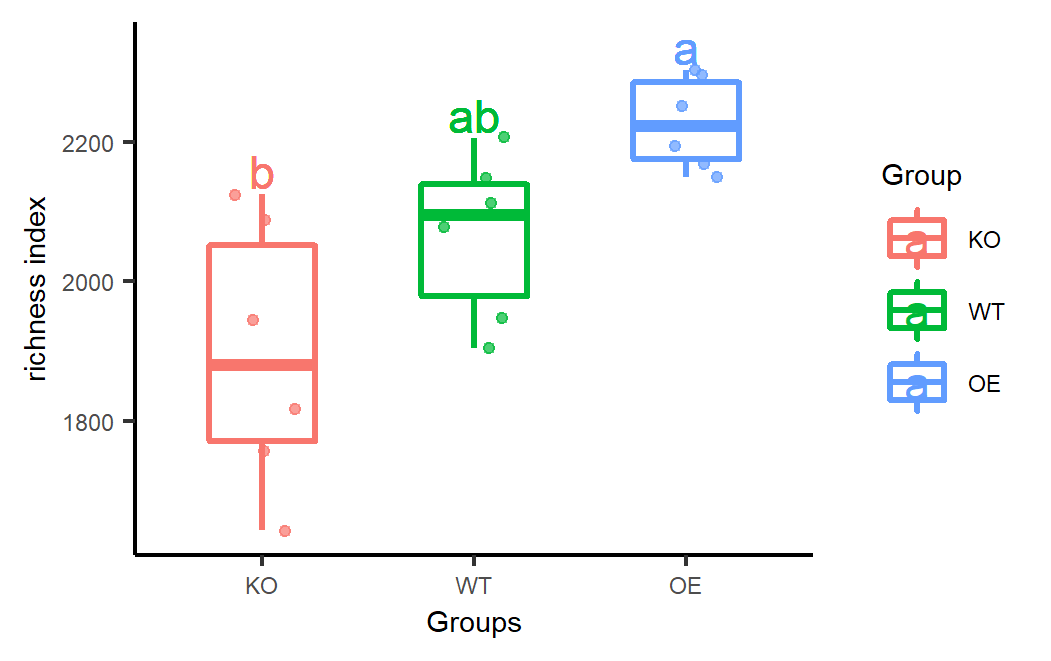 a
ab
b
2200
2000
1800
richness index
KO WT OE
Groups
Group
a KO
a WT
a OE